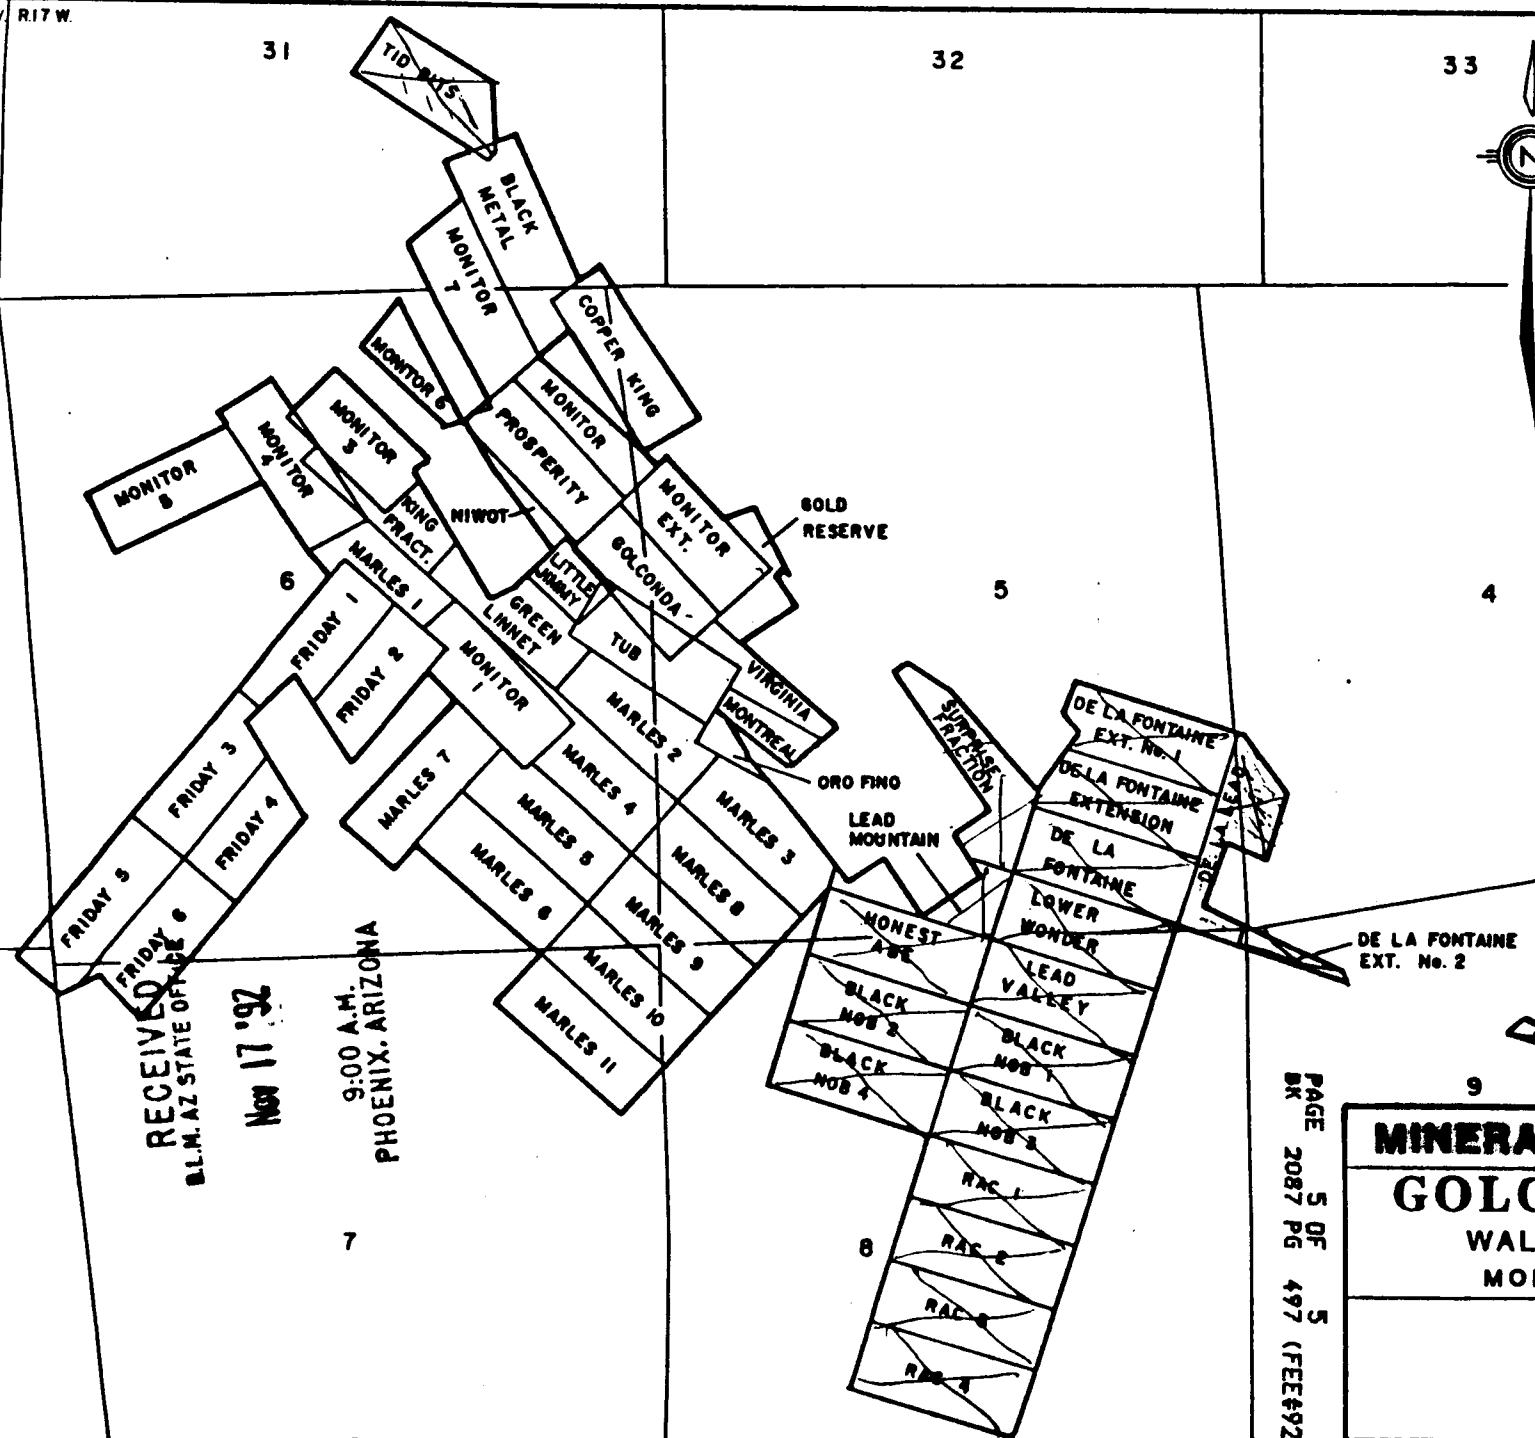 R.17 W.
31
32
33
TID BITS
BLACK
METAL
MONITOR
7
COPPER KING
MONITOR 6
MONITOR
PROSPERITY
MONITOR
3
MONITOR
4
MONITOR
5
NIWOT
KING
FRACT.
MONITOR
EXT.
GOLD
RESERVE
GOLCONDA
LITTLE
JIMMY
GREEN
LINNET
MARLES 1
6
5
4
TUB
FRIDAY 1
FRIDAY 2
MONITOR
1
VIRGINIA
MONTREAL
MARLES 2
ORO FINO
SURPRISE
FRACTION
DE LA FONTAINE
EXT. No. 1
DE LA FONTAINE
EXTENSION
DE LA
FONTAINE
LEAD
MOUNTAIN
FRIDAY 3
FRIDAY 4
MARLES 7
MARLES 4
MARLES 3
MARLES 5
MARLES 8
MARLES 6
MARLES 9
FRIDAY 5
FRIDAY 6
HONEST
ABE
LOWER
WONDER
DE LA FONTAINE
EXT. No. 2
LEAD
VALLEY
BLACK
NOB 2
BLACK
NOB 1
BLACK
NOB 4
BLACK
NOB 3
MARLES 10
MARLES 11
RECEIVED
B.L.M. AZ STATE OFFICE
Nov 17 '92
9:00 A.M.
PHOENIX, ARIZONA
RAC 1
RAC 2
RAC 3
RAC 4
7
8
9
PAGE 5 OF 5
BK 2087 PG 497 (FEE#92
MINERA
GOLC
WAL
MO
N